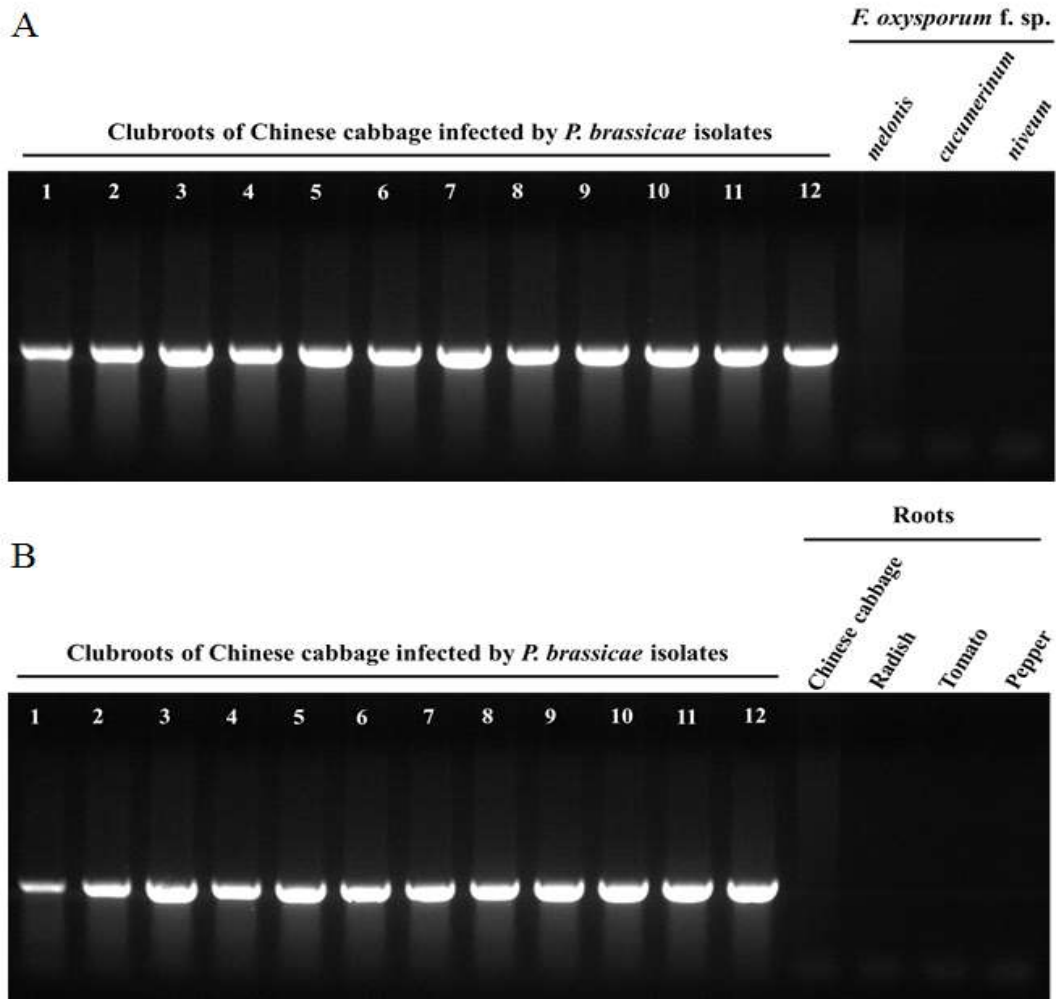 A
F. oxysporum f. sp.
melonis
cucumerinum
niveum
Clubroots of Chinese cabbage infected by P. brassicae isolates
1 2 3 4 5 6 7 8 9 10 11 12
B
Roots
Chinese cabbage
Radish
Tomato
Pepper
Clubroots of Chinese cabbage infected by P. brassicae isolates
1 2 3 4 5 6 7 8 9 10 11 12